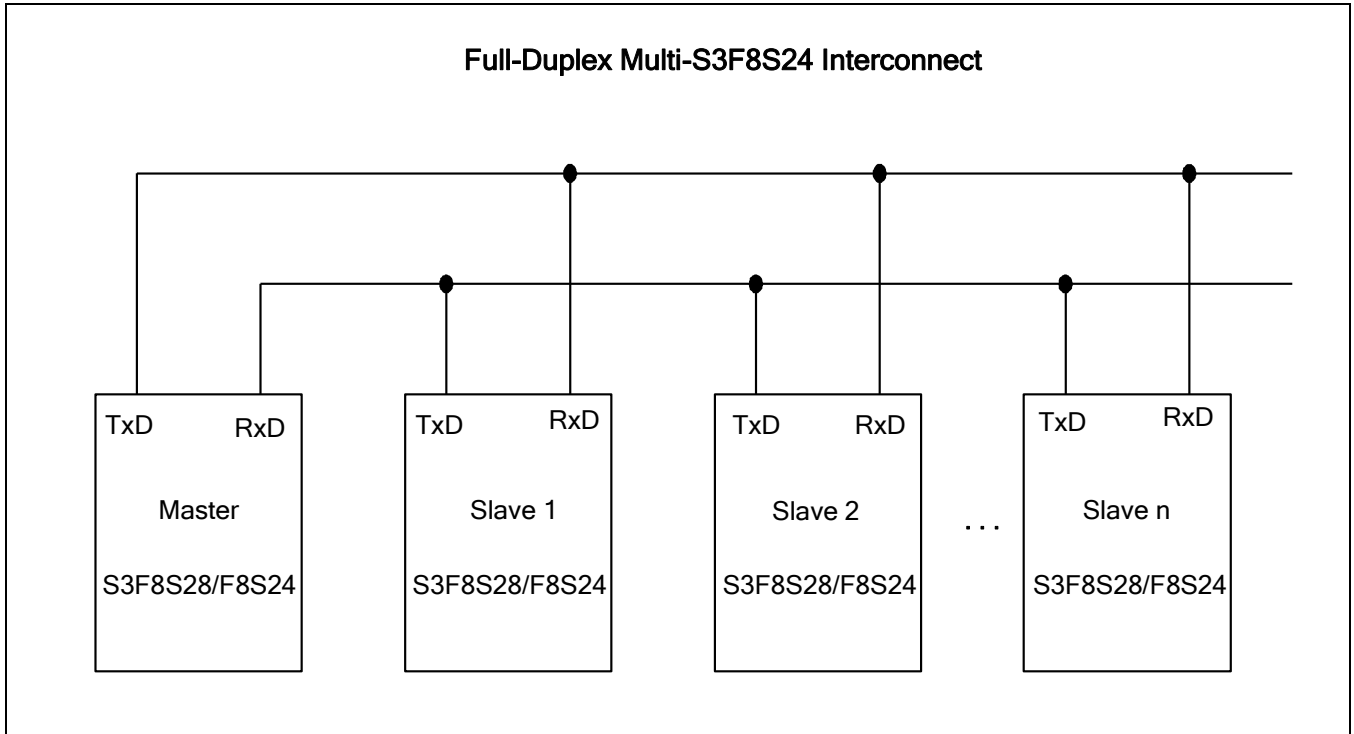 Full-Duplex Multi-S3F8S24 Interconnect
TxD RxD TxD RxD TxD RxD TxD RxD
Master Slave 1 Slave 2 . . . Slave n
S3F8S28/F8S24 S3F8S28/F8S24 S3F8S28/F8S24 S3F8S28/F8S24